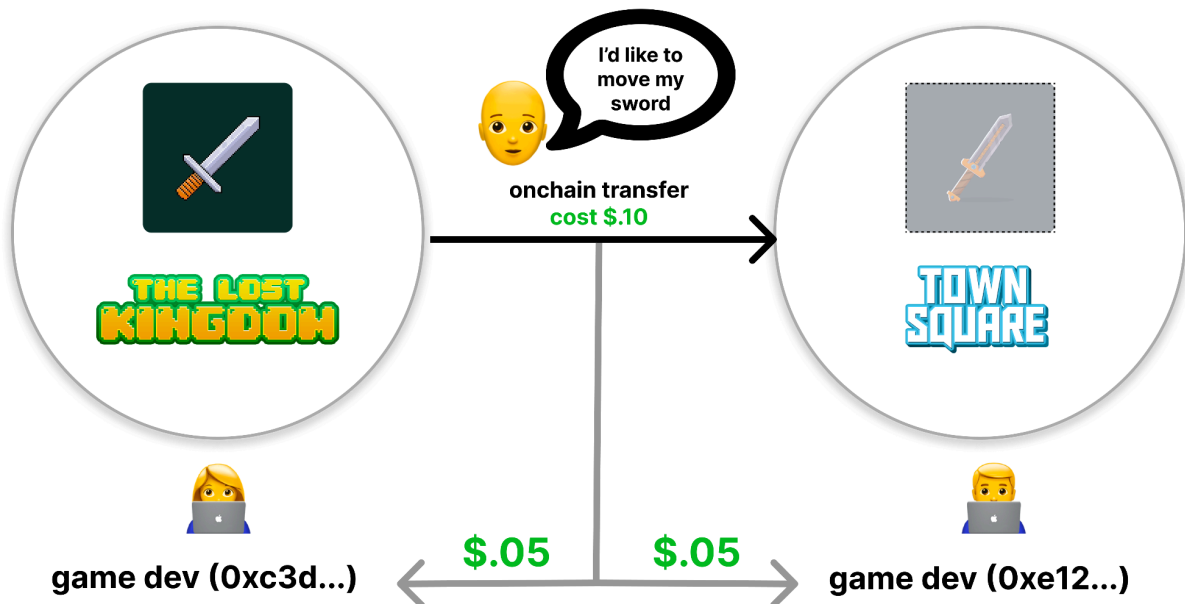 I'd like to
move my
sword
onchain transfer
cost $.10
THE LOST
KINGDOM
TOWN
SQUARE
$.05
$.05
game dev (0xc3d...)
game dev (0xe12...)